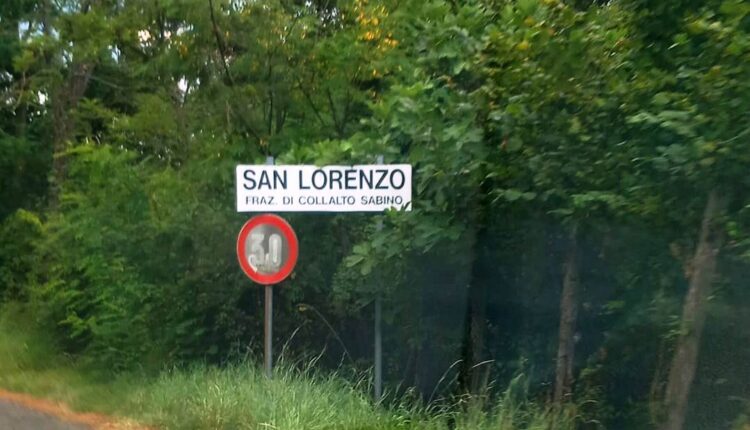 SAN LORENZO
FRAZ. DI COLLALTO SABINO
30